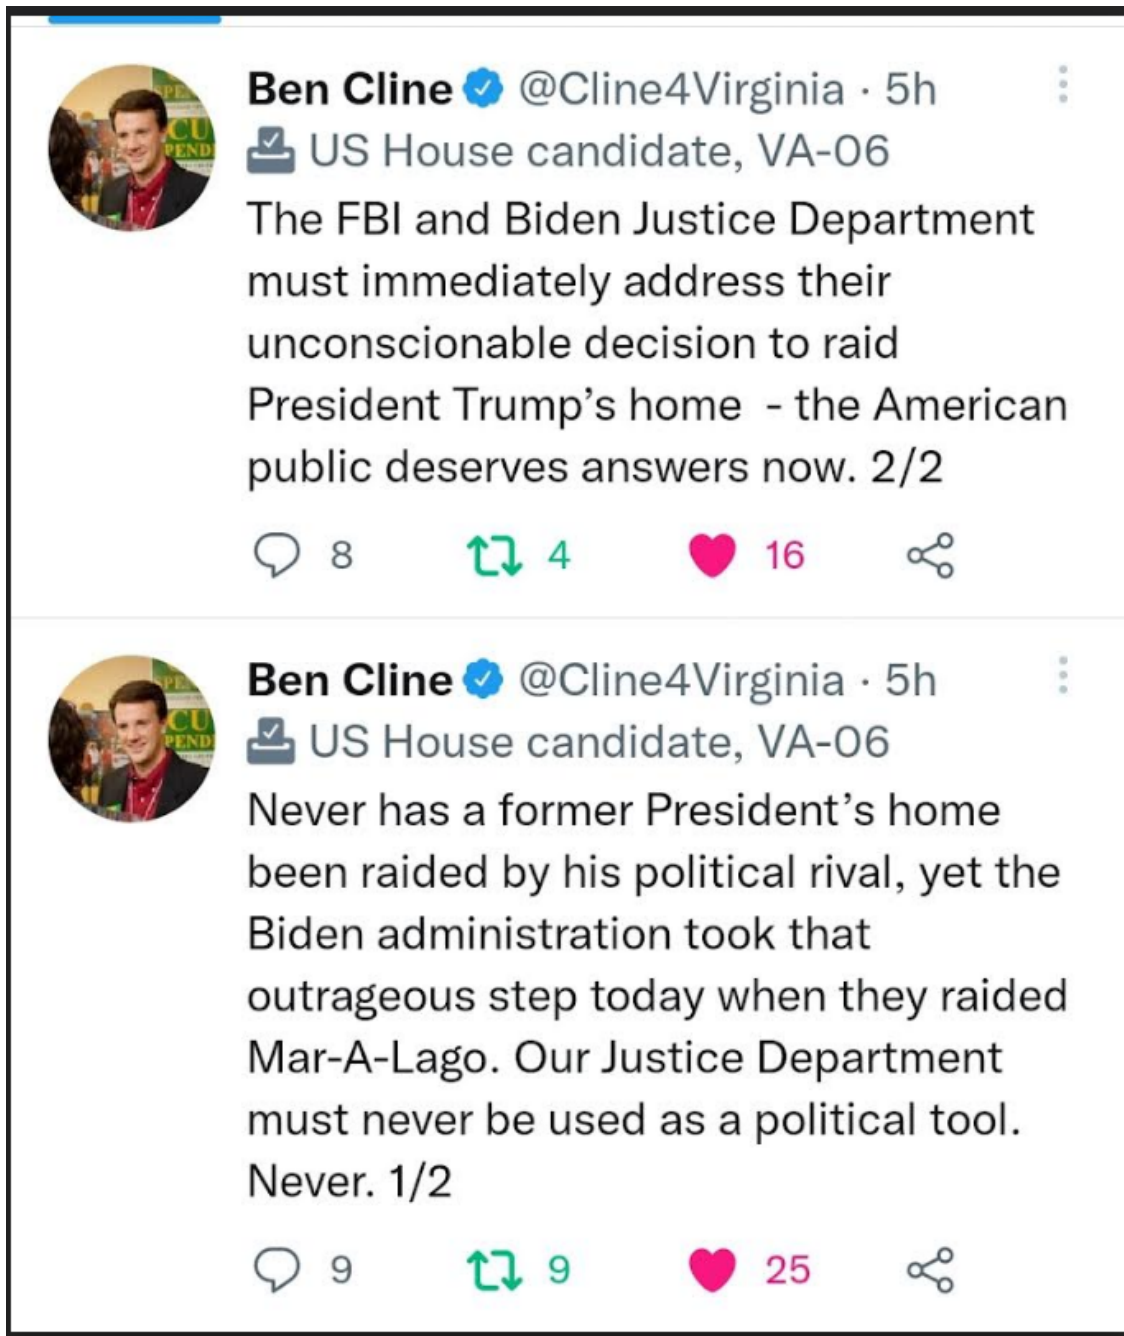 Ben Cline @Cline4Virginia · 5h
US House candidate, VA-06
The FBI and Biden Justice Department
must immediately address their
unconscionable decision to raid
President Trump’s home  - the American
public deserves answers now. 2/2
8 4 16
Ben Cline @Cline4Virginia · 5h
US House candidate, VA-06
Never has a former President’s home
been raided by his political rival, yet the
Biden administration took that
outrageous step today when they raided
Mar-A-Lago. Our Justice Department
must never be used as a political tool.
Never. 1/2
9 9 25